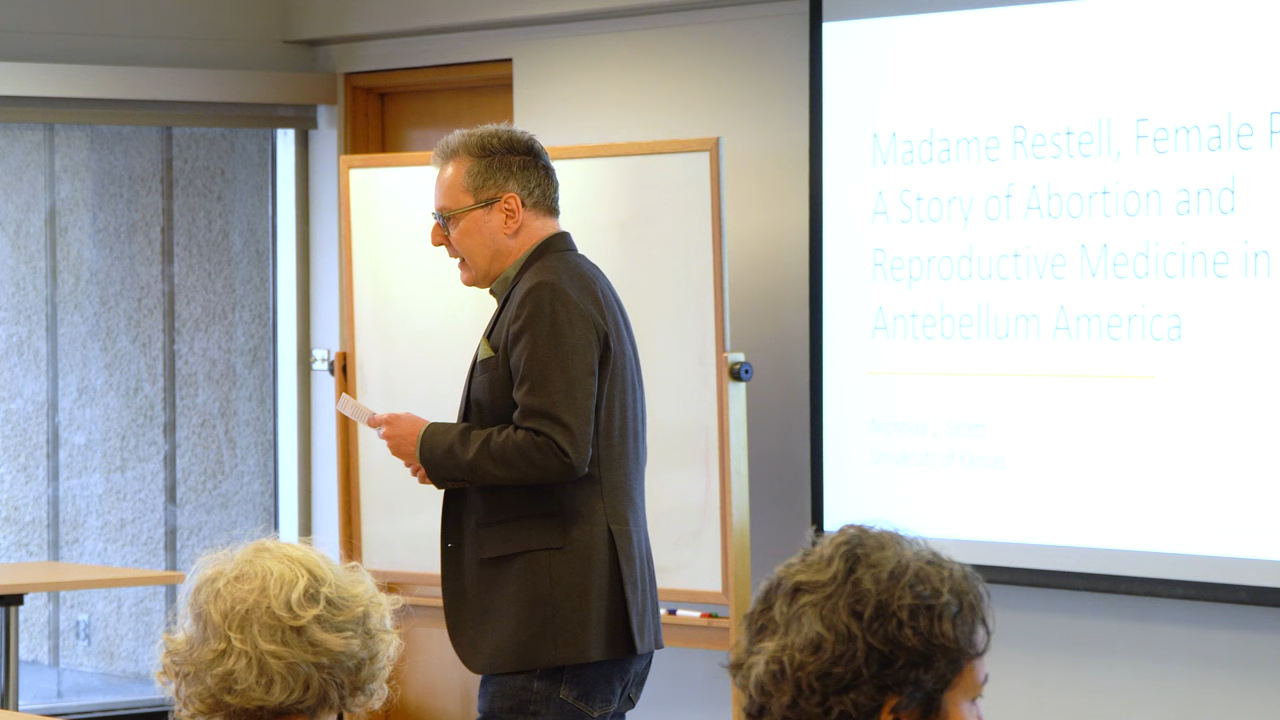 Madame Restell, Female P
A Story of Abortion and
Reproductive Medicine in
Antebellum America